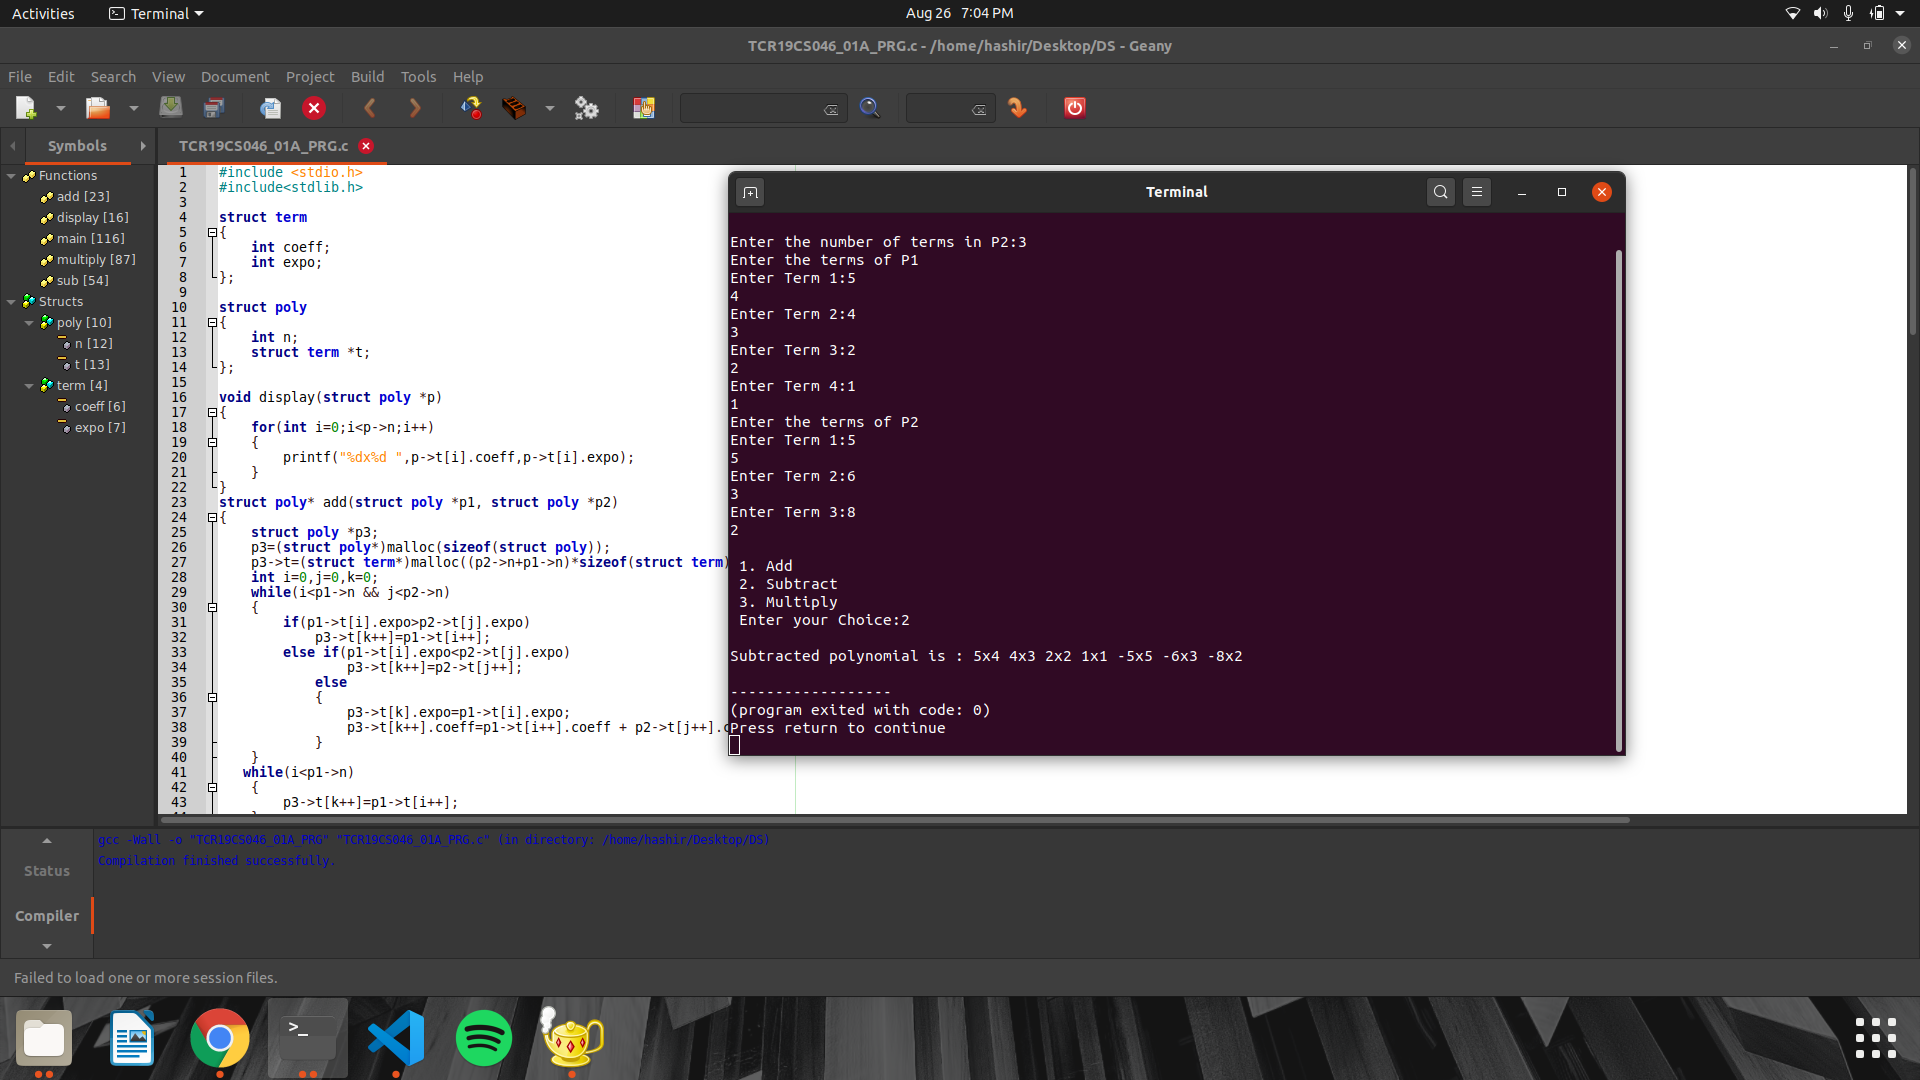 Activities Terminal Aug 26 7:04 PM
TCR19CS046_01A_PRG.c - /home/hashir/Desktop/DS - Geany
File Edit Search View Document Project Build Tools Help
Symbols
Functions
add [23]
display [16]
main [116]
multiply [87]
sub [54]
Structs
poly [10]
n [12]
t [13]
term [4]
coeff [6]
expo [7]
TCR19CS046_01A_PRG.c
1 #include <stdio.h>
2 #include<stdlib.h>
3
4 struct term
5 {
6 int coeff;
7 int expo;
8 };
9
10 struct poly
11 {
12 int n;
13 struct term *t;
14 };
15
16 void display(struct poly *p)
17 {
18 for(int i=0;i<p->n;i++)
19 {
20 printf("%dx%d ",p->t[i].coeff,p->t[i].expo);
21 }
22 }
23 struct poly* add(struct poly *p1, struct poly *p2)
24 {
25 struct poly *p3;
26 p3=(struct poly*)malloc(sizeof(struct poly));
27 p3->t=(struct term*)malloc((p2->n+p1->n)*sizeof(struct term)
28 int i=0,j=0,k=0;
29 while(i<p1->n && j<p2->n)
30 {
31 if(p1->t[i].expo>p2->t[j].expo)
32 p3->t[k++]=p1->t[i++];
33 else if(p1->t[i].expo<p2->t[j].expo)
34 p3->t[k++]=p2->t[j++];
35 else
36 {
37 p3->t[k].expo=p1->t[i].expo;
38 p3->t[k++].coeff=p1->t[i++].coeff + p2->t[j++].c
39 }
40 }
41 while(i<p1->n)
42 {
43 p3->t[k++]=p1->t[i++];
Terminal
Enter the number of terms in P2:3
Enter the terms of P1
Enter Term 1:5
4
Enter Term 2:4
3
Enter Term 3:2
2
Enter Term 4:1
1
Enter the terms of P2
Enter Term 1:5
5
Enter Term 2:6
3
Enter Term 3:8
2
1. Add
2. Subtract
3. Multiply
Enter your Choice:2
Subtracted polynomial is : 5x4 4x3 2x2 1x1 -5x5 -6x3 -8x2
------------------
(program exited with code: 0)
Press return to continue
Status
Compiler
gcc -Wall -o "TCR19CS046_01A_PRG" "TCR19CS046_01A_PRG.c" (in directory: /home/hashir/Desktop/DS)
Compilation finished successfully.
Failed to load one or more session files.
>_